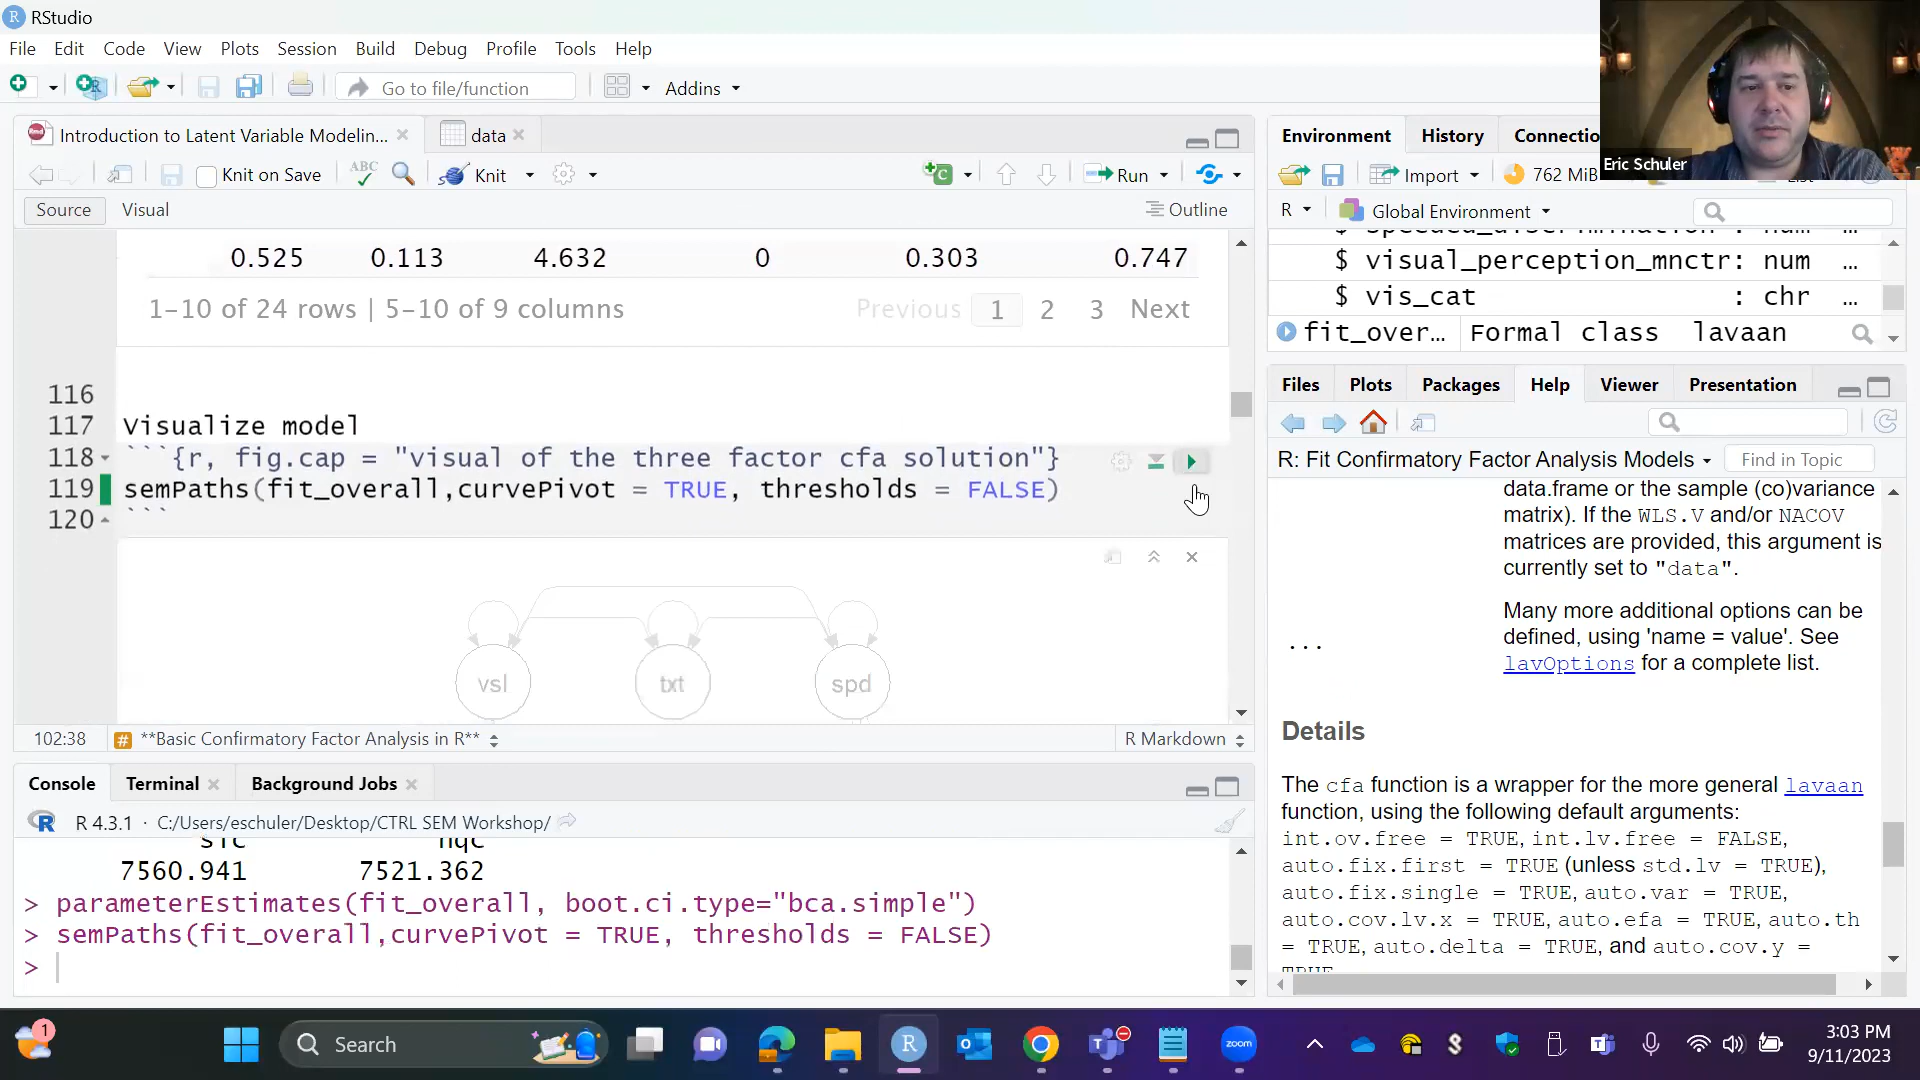 RStudio
File Edit Code View Plots Session Build Debug Profile Tools Help
Go to file/function Addins
Introduction to Latent Variable Modelin... data
Knit on Save ABC Knit Run
Source Visual Outline
0.525 0.113 4.632 0 0.303 0.747
1–10 of 24 rows | 5–10 of 9 columns Previous 1 2 3 Next
116
117 Visualize model
118 ```{r, fig.cap = "visual of the three factor cfa solution"}
119 semPaths(fit_overall,curvePivot = TRUE, thresholds = FALSE)
120 ```
vsl txt spd
102:38 # **Basic Confirmatory Factor Analysis in R** R Markdown
Console Terminal Background Jobs
R 4.3.1 · C:/Users/eschuler/Desktop/CTRL SEM Workshop/
7560.941 7521.362
> parameterEstimates(fit_overall, boot.ci.type="bca.simple")
> semPaths(fit_overall,curvePivot = TRUE, thresholds = FALSE)
>
Eric Schuler
Environment History Connectio
Import 762 MiB
R Global Environment
$ speeded_discrimination : num ...
$ visual_perception_mnctr: num ...
$ vis_cat : chr ...
fit_over... Formal class lavaan
Files Plots Packages Help Viewer Presentation
R: Fit Confirmatory Factor Analysis Models Find in Topic
data.frame or the sample (co)variance
matrix). If the WLS.V and/or NACOV
matrices are provided, this argument is
currently set to "data".
... Many more additional options can be
defined, using 'name = value'. See
lavOptions for a complete list.
Details
The cfa function is a wrapper for the more general lavaan
function, using the following default arguments:
int.ov.free = TRUE, int.lv.free = FALSE,
auto.fix.first = TRUE (unless std.lv = TRUE),
auto.fix.single = TRUE, auto.var = TRUE,
auto.cov.lv.x = TRUE, auto.efa = TRUE, auto.th
= TRUE, auto.delta = TRUE, and auto.cov.y =
TRUE
1 Search zoom 3:03 PM
9/11/2023